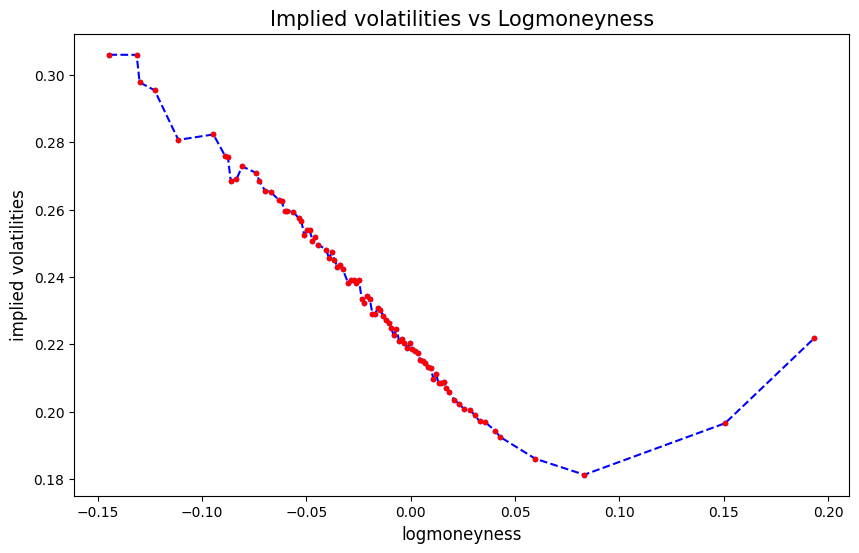 Implied volatilities vs Logmoneyness
0.30
0.28
0.26
0.24
0.22
0.20
0.18
implied volatilities
−0.15 −0.10 −0.05 0.00 0.05 0.10 0.15 0.20
logmoneyness